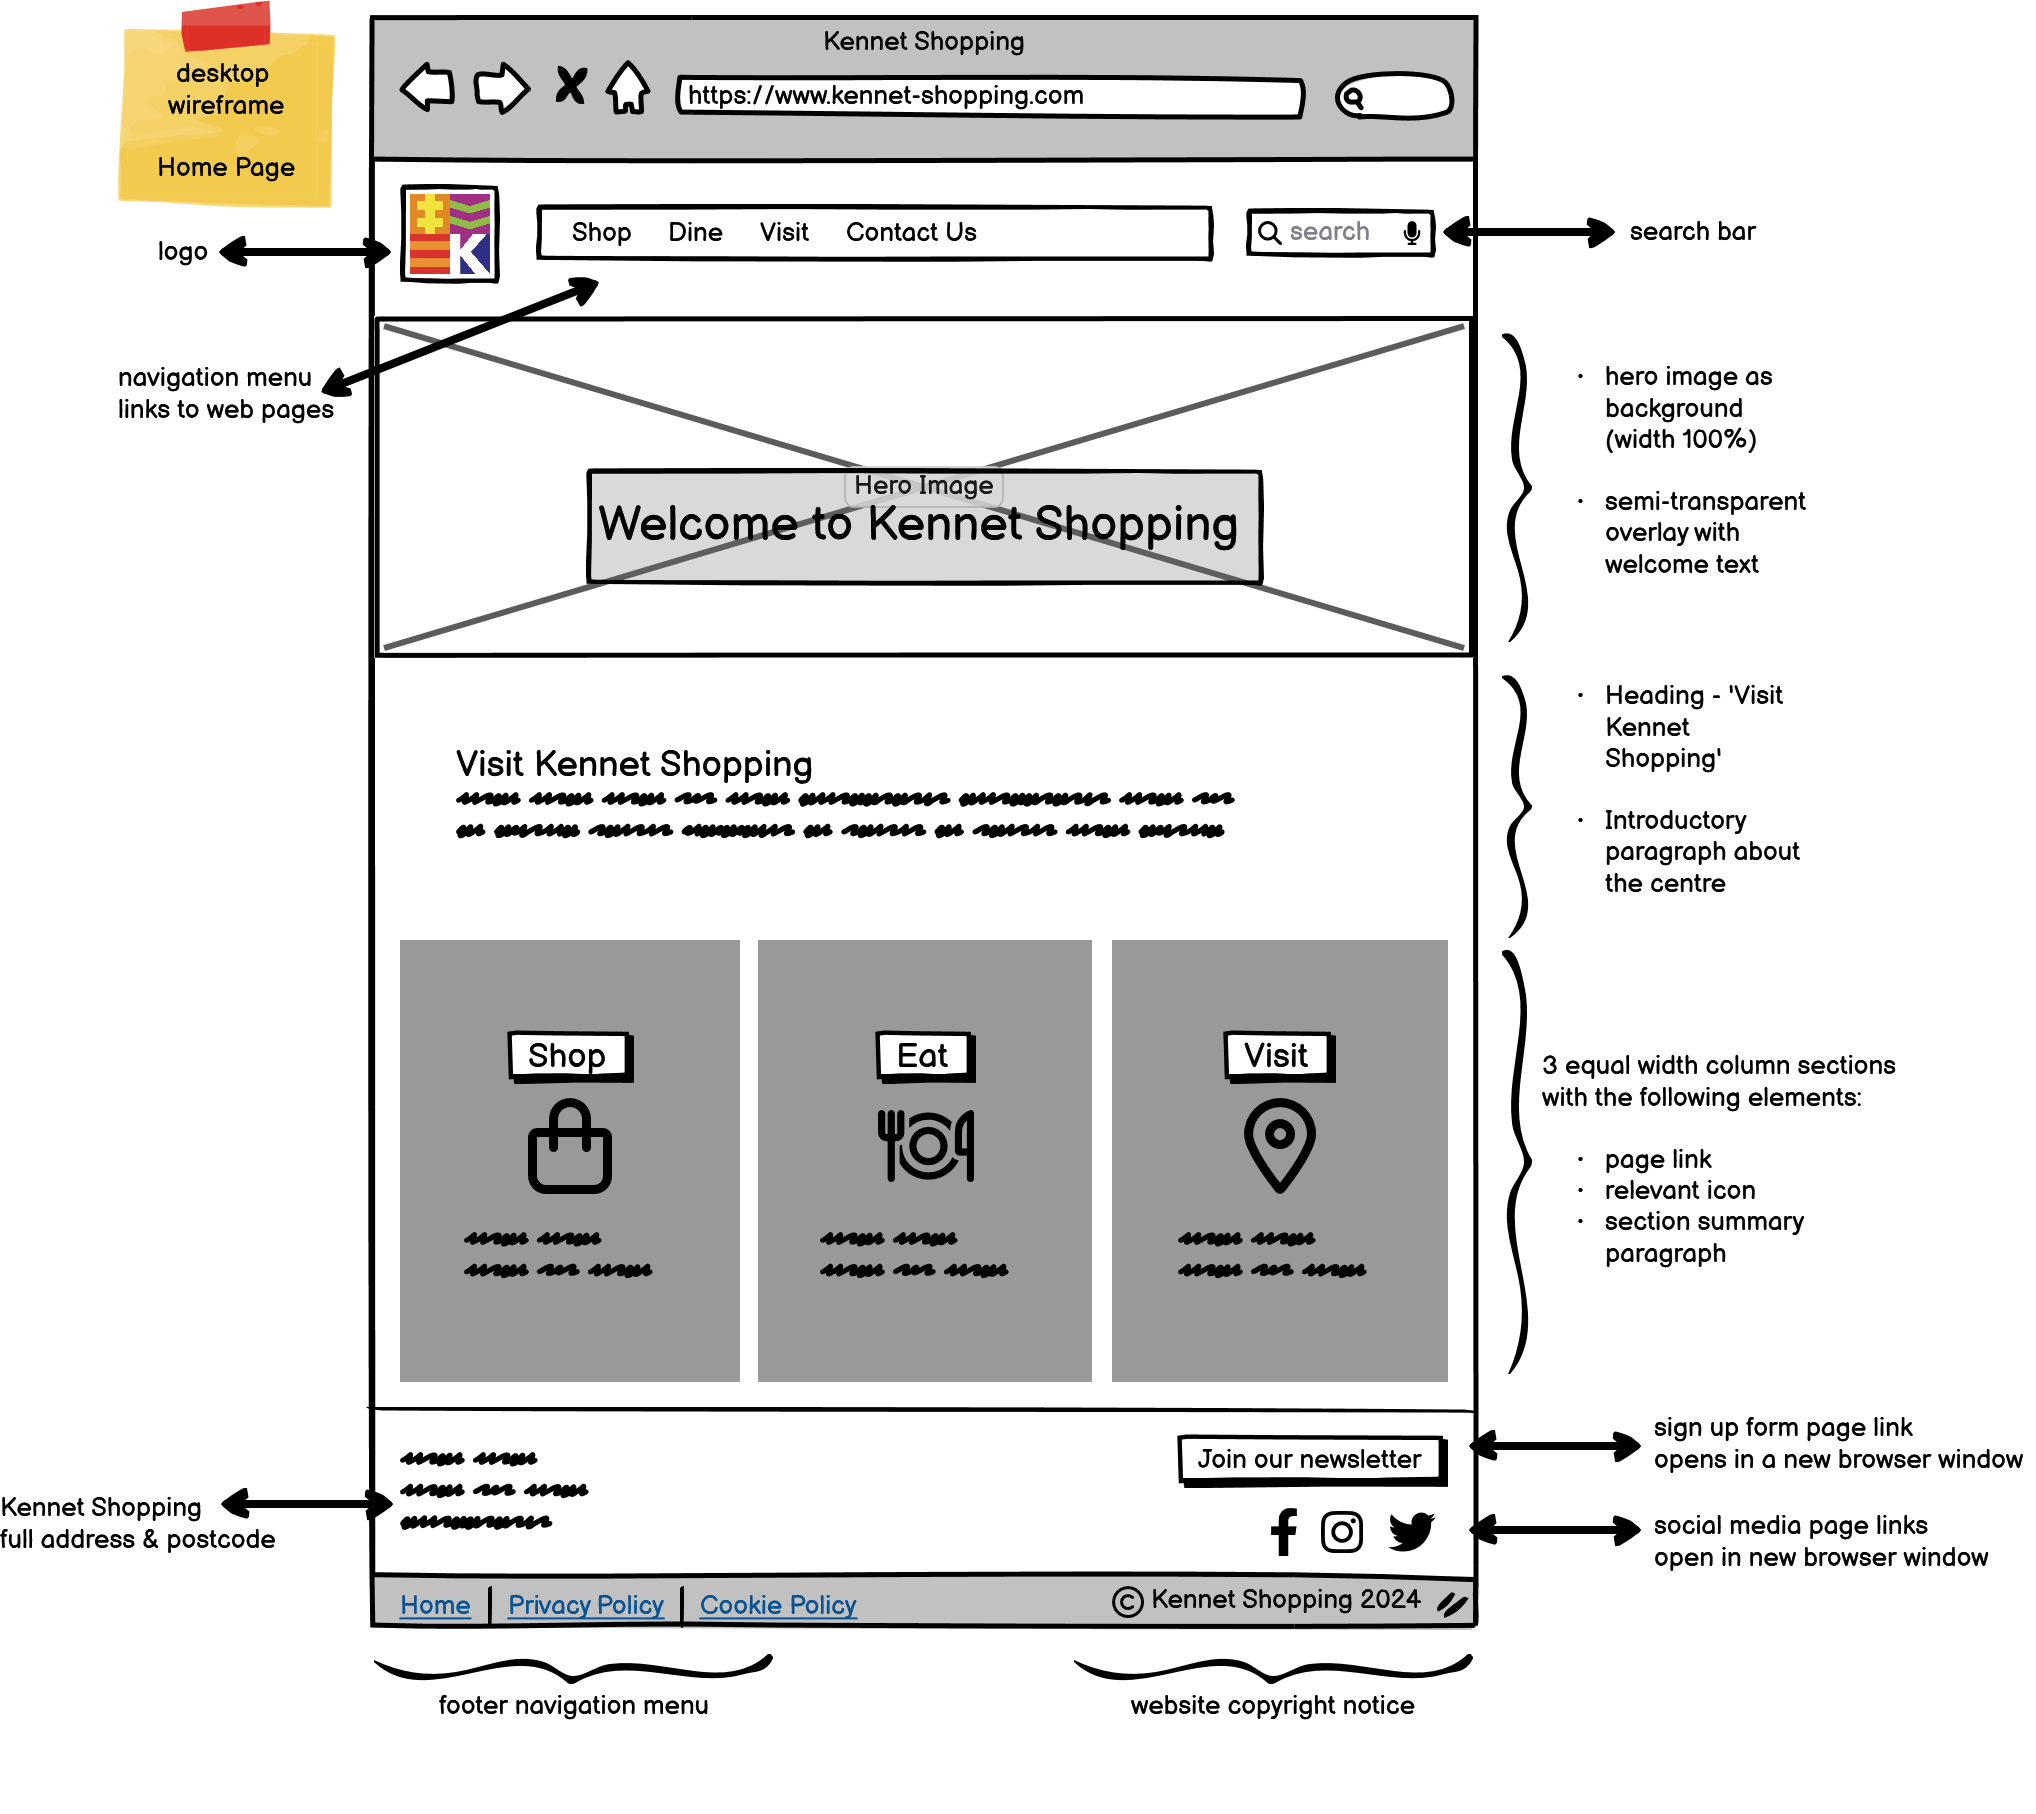 desktop
wireframe
Home Page
Kennet Shopping
https://www.kennet-shopping.com
logo
K
Shop Dine Visit Contact Us
search
search bar
navigation menu
links to web pages
Hero Image
Welcome to Kennet Shopping
· hero image as
background
(width 100%)
· semi-transparent
overlay with
welcome text
Visit Kennet Shopping
· Heading - 'Visit
Kennet
Shopping'
· Introductory
paragraph about
the centre
Shop
Eat
Visit
3 equal width column sections
with the following elements:
· page link
· relevant icon
· section summary
paragraph
Kennet Shopping
full address & postcode
Join our newsletter
sign up form page link
opens in a new browser window
social media page links
open in new browser window
Home | Privacy Policy | Cookie Policy
© Kennet Shopping 2024
footer navigation menu
website copyright notice